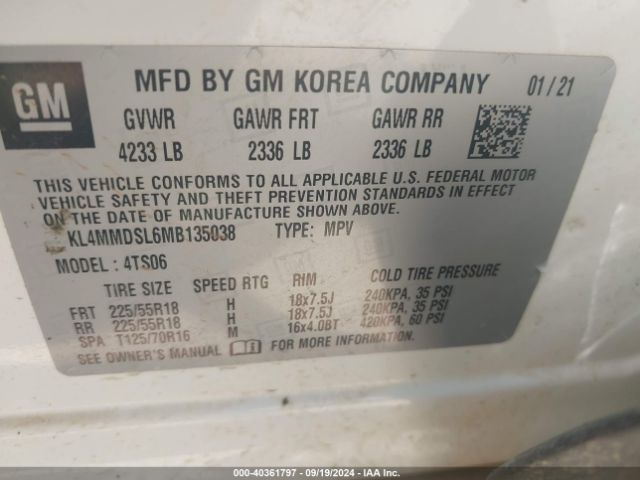 GM
MFD BY GM KOREA COMPANY 01/21
GVWR GAWR FRT GAWR RR
4233 LB 2336 LB 2336 LB
THIS VEHICLE CONFORMS TO ALL APPLICABLE U.S. FEDERAL MOTOR
VEHICLE SAFETY AND THEFT PREVENTION STANDARDS IN EFFECT
ON THE DATE OF MANUFACTURE SHOWN ABOVE.
KL4MMDSL6MB135038 TYPE: MPV
MODEL: 4TS06
TIRE SIZE SPEED RTG RIM COLD TIRE PRESSURE
FRT 225/55R18 H 18x7.5J 240KPA, 35 PSI
RR 225/55R18 H 18x7.5J 240KPA, 35 PSI
SPA T125/70R16 M 16x4.0BT 420KPA, 60 PSI
SEE OWNER'S MANUAL FOR MORE INFORMATION.
000-40361797 - 09/19/2024 - IAA Inc.